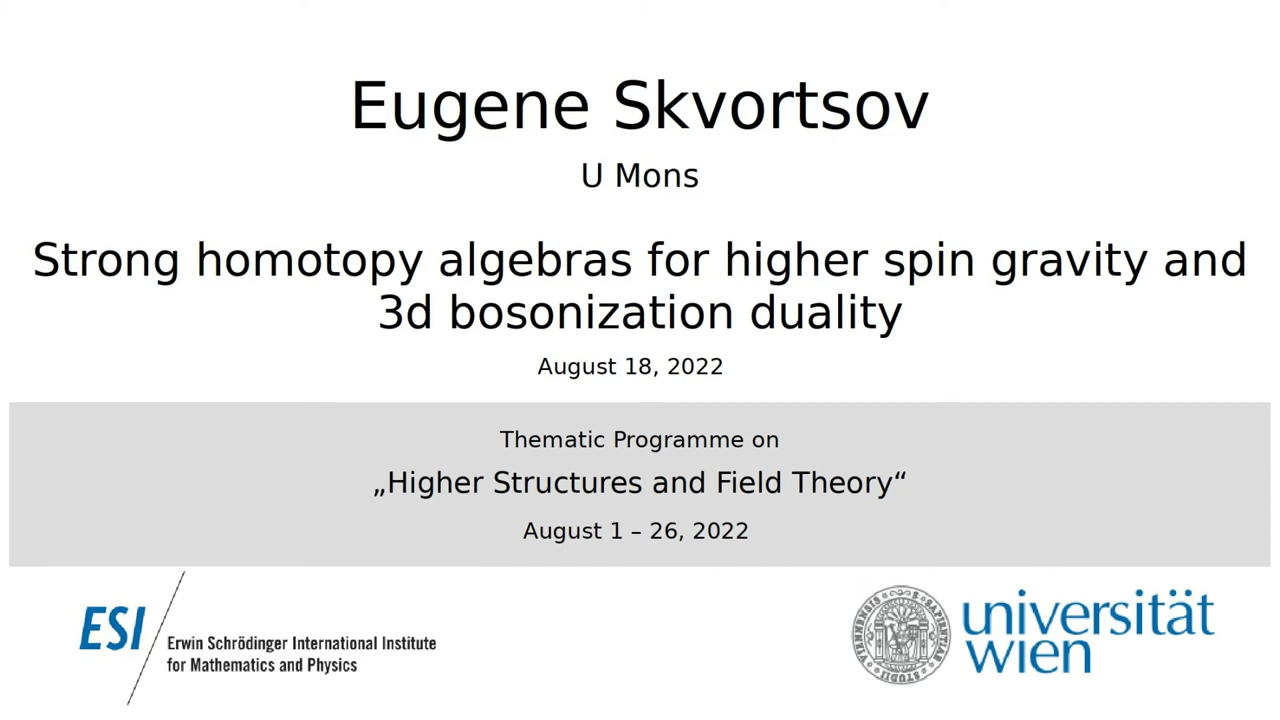 Eugene Skvortsov
U Mons
Strong homotopy algebras for higher spin gravity and
3d bosonization duality
August 18, 2022
Thematic Programme on
„Higher Structures and Field Theory“
August 1 – 26, 2022
ESI
Erwin Schrödinger International Institute
for Mathematics and Physics
universität
wien